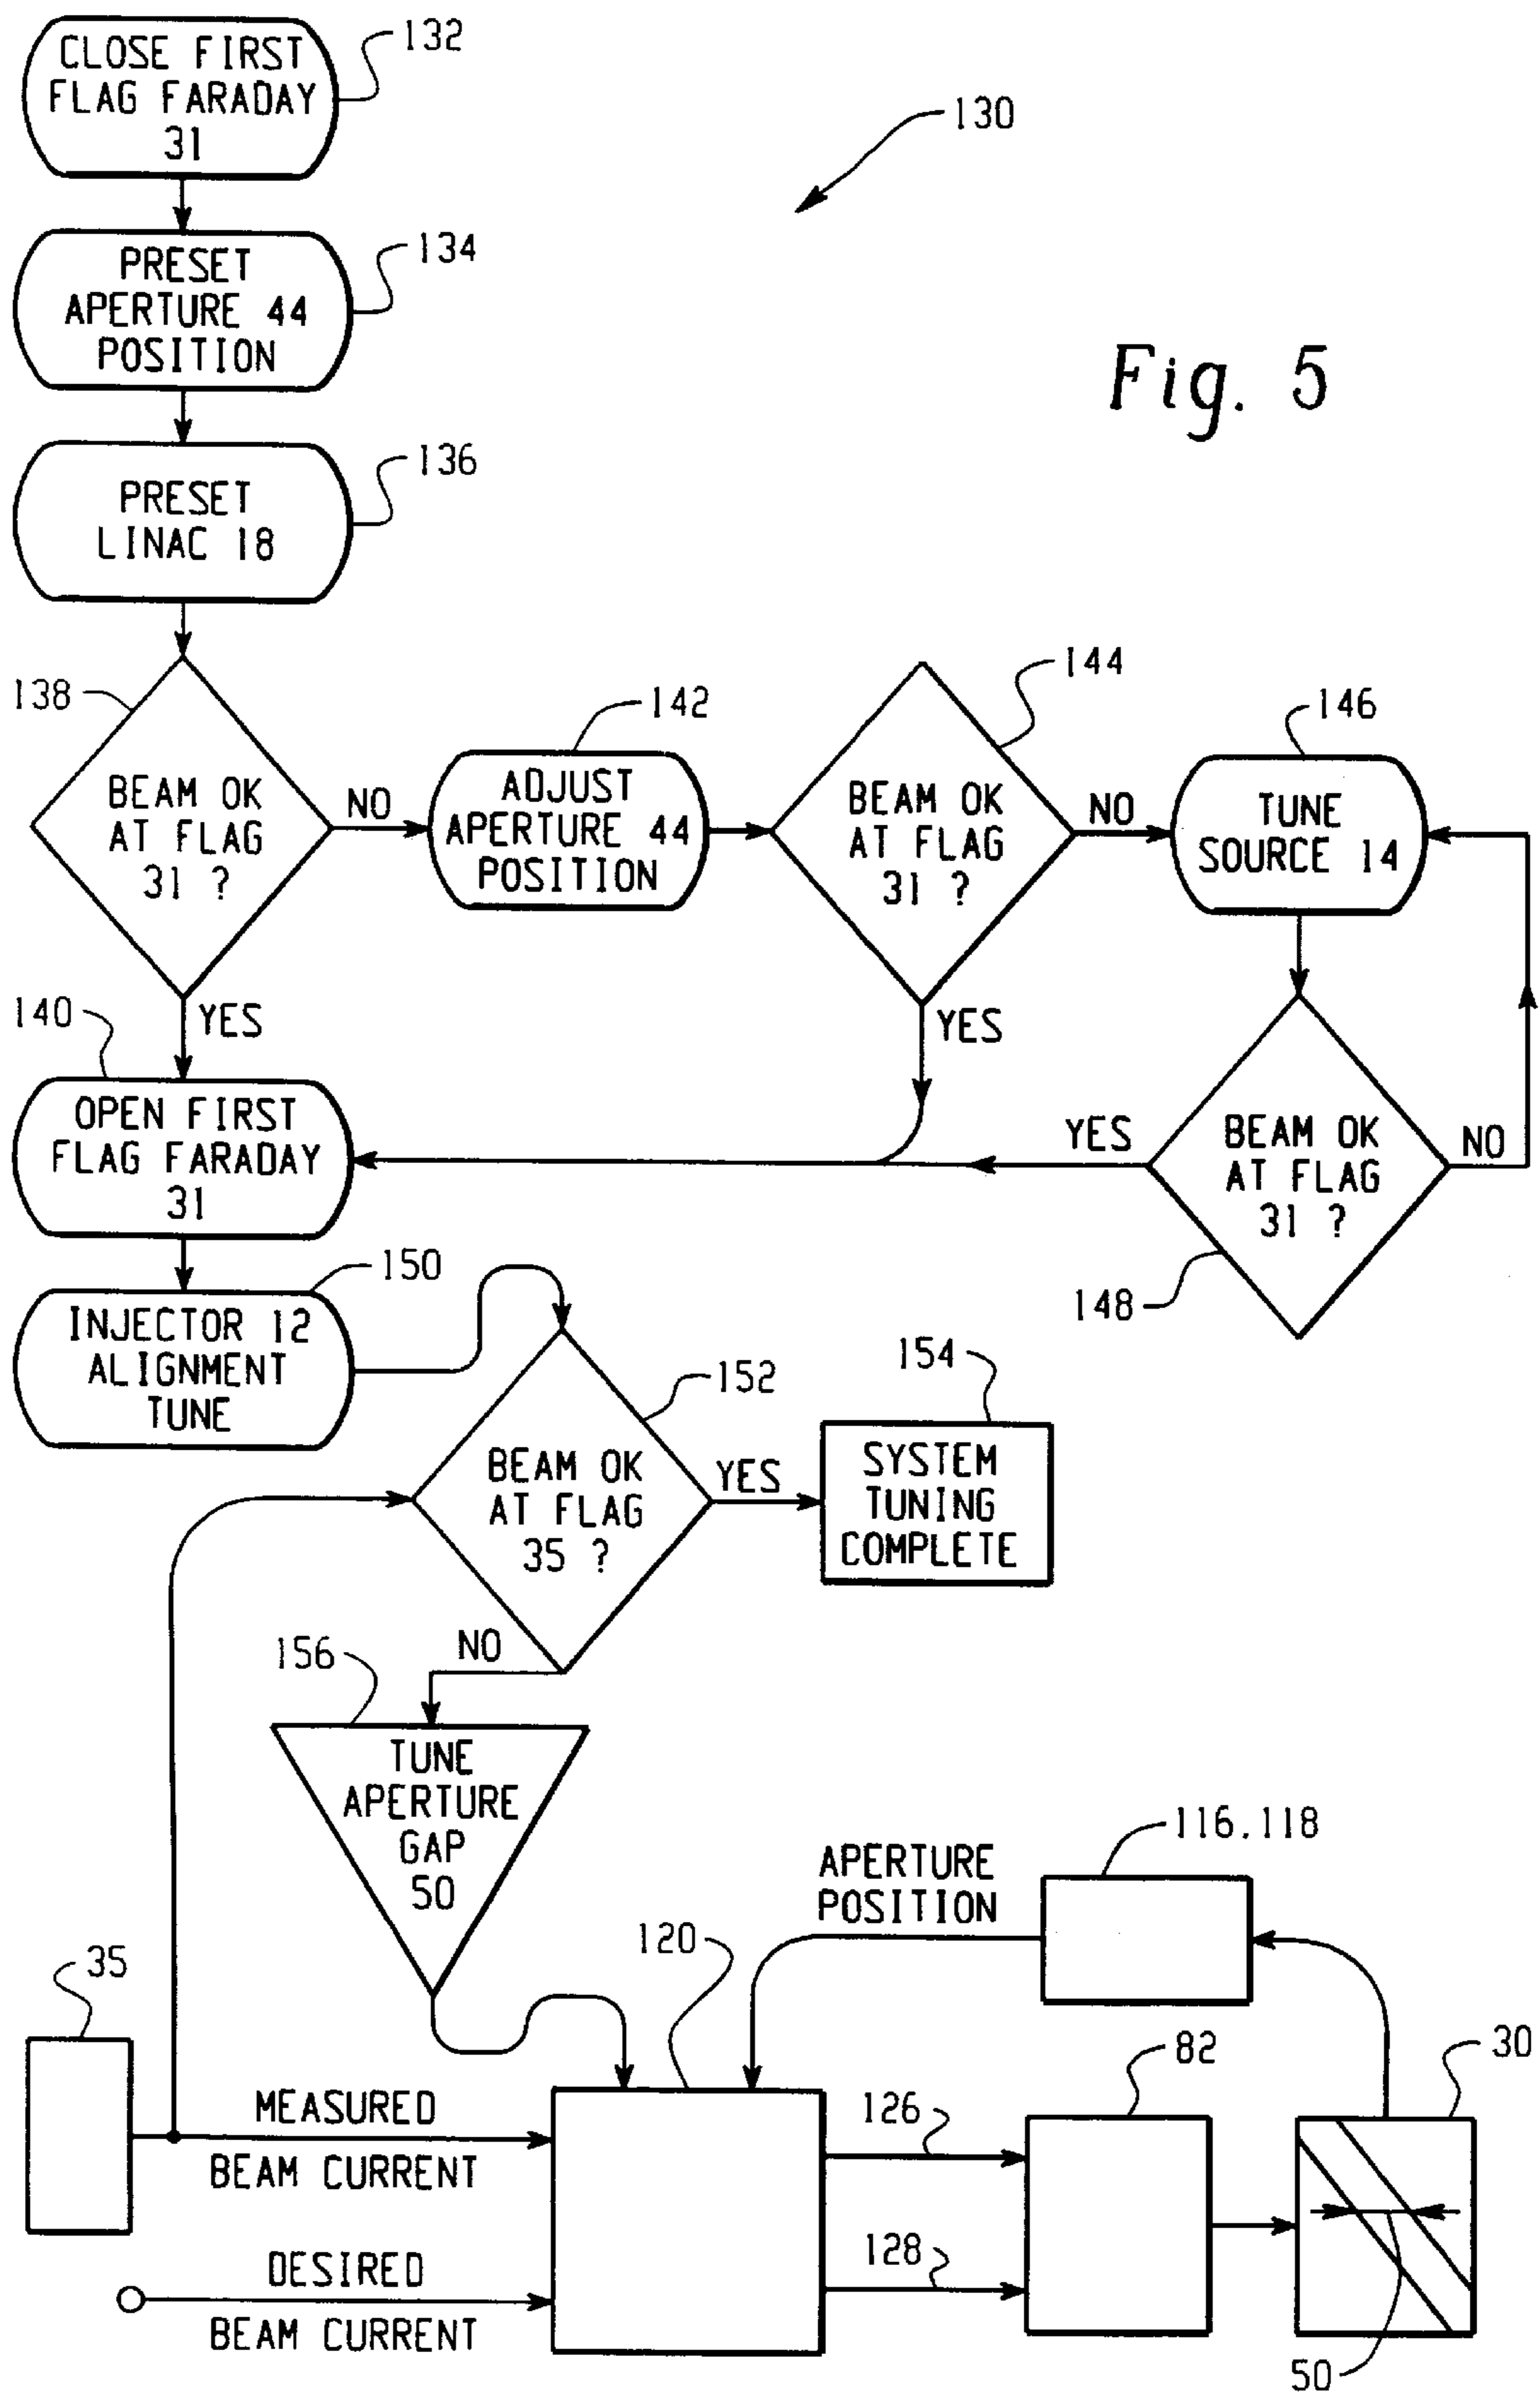 CLOSE FIRST
FLAG FARADAY
31
132
130
PRESET
APERTURE 44
POSITION
134
Fig. 5
PRESET
LINAC 18
136
138
BEAM OK
AT FLAG
31 ?
NO
142
ADJUST
APERTURE 44
POSITION
144
BEAM OK
AT FLAG
31 ?
NO
146
TUNE
SOURCE 14
YES
YES
140
OPEN FIRST
FLAG FARADAY
31
YES
BEAM OK
AT FLAG
31 ?
NO
148
150
INJECTOR 12
ALIGNMENT
TUNE
152
BEAM OK
AT FLAG
35 ?
YES
154
SYSTEM
TUNING
COMPLETE
NO
156
TUNE
APERTURE
GAP
50
APERTURE
POSITION
116,118
120
35
82
30
MEASURED
BEAM CURRENT
126
DESIRED
BEAM CURRENT
128
50